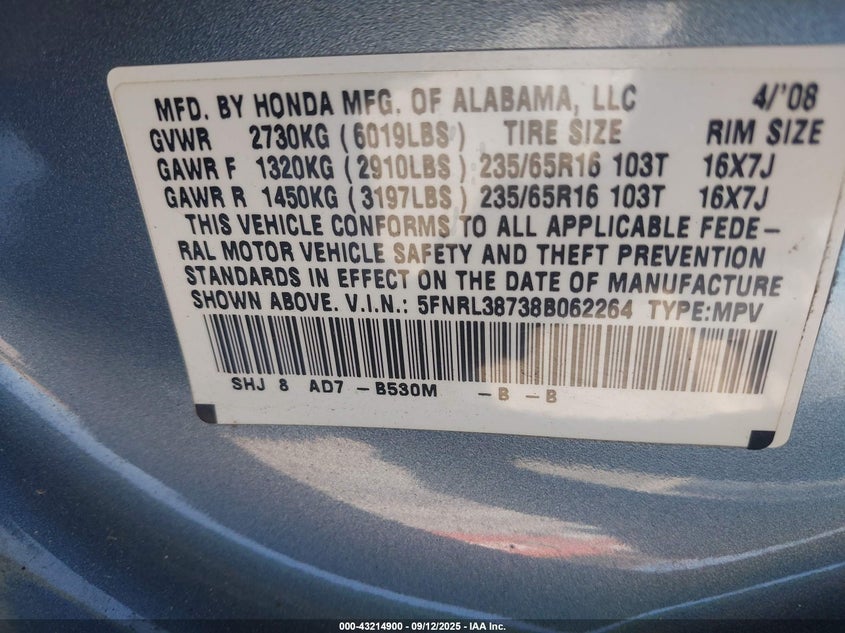 MFD. BY HONDA MFG. OF ALABAMA, LLC 4/'08
GVWR 2730KG (6019LBS) TIRE SIZE RIM SIZE
GAWR F 1320KG (2910LBS) 235/65R16 103T 16X7J
GAWR R 1450KG (3197LBS) 235/65R16 103T 16X7J
THIS VEHICLE CONFORMS TO ALL APPLICABLE FEDE-
RAL MOTOR VEHICLE SAFETY AND THEFT PREVENTION
STANDARDS IN EFFECT ON THE DATE OF MANUFACTURE
SHOWN ABOVE. V.I.N.: 5FNRL38738B062264 TYPE:MPV
SHJ 8 AD7 -B530M -B -B
000-43214900 - 09/12/2025 - IAA Inc.